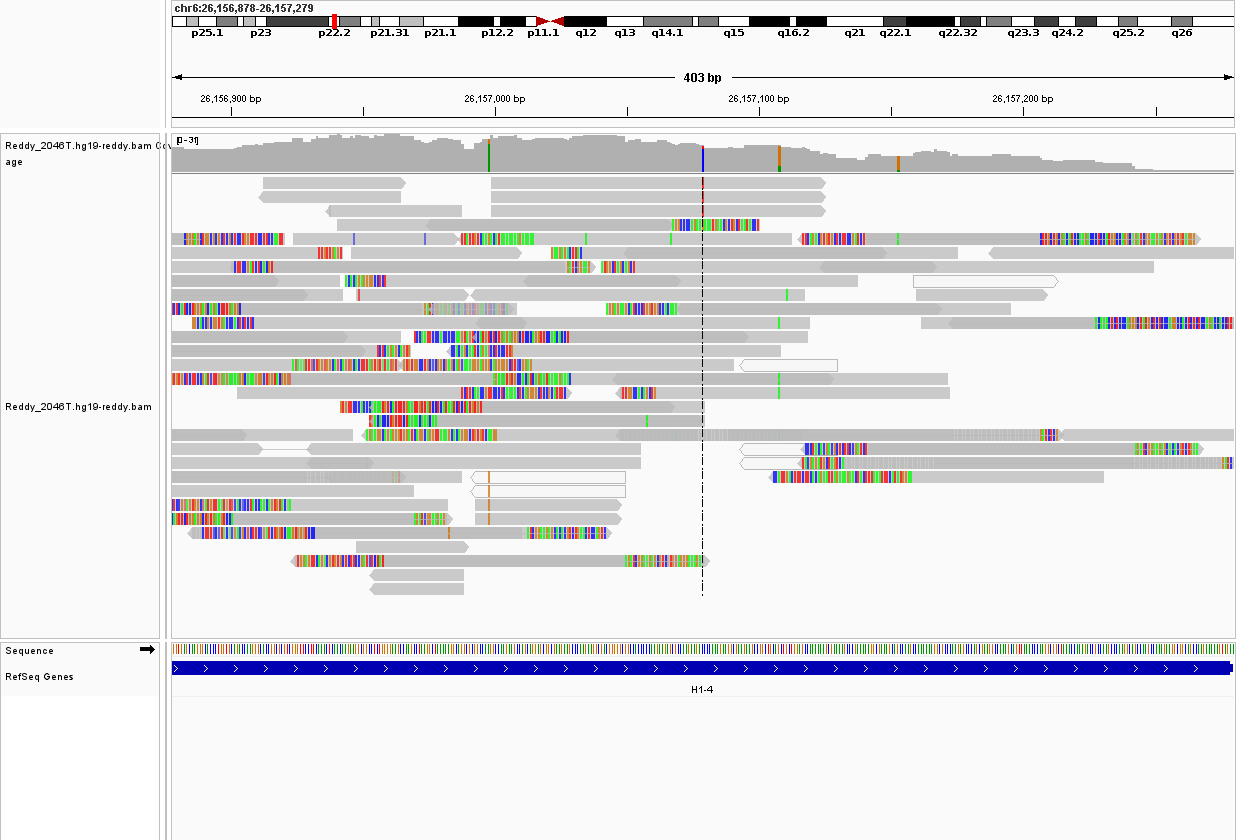 chr6:26,156,878-26,157,279
p25.1 p23 p22.2 p21.31 p21.1 p12.2 p11.1 q12 q13 q14.1 q15 q16.2 q21 q22.1 q22.32 q23.3 q24.2 q25.2 q26
403 bp
26,156,900 bp 26,157,000 bp 26,157,100 bp 26,157,200 bp
[0-31]
Reddy_2046T.hg19-reddy.bam Cov
age
Reddy_2046T.hg19-reddy.bam
Sequence
RefSeq Genes
H1-4